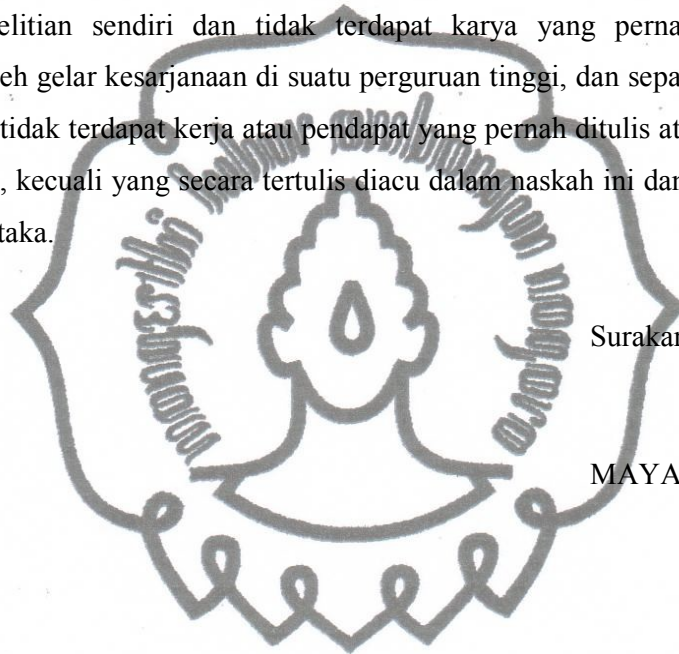 elitian sendiri dan tidak terdapat karya yang perna
eh gelar kesarjanaan di suatu perguruan tinggi, dan sepa
tidak terdapat kerja atau pendapat yang pernah ditulis at
, kecuali yang secara tertulis diacu dalam naskah ini dar
taka.
Surakar
MAYA